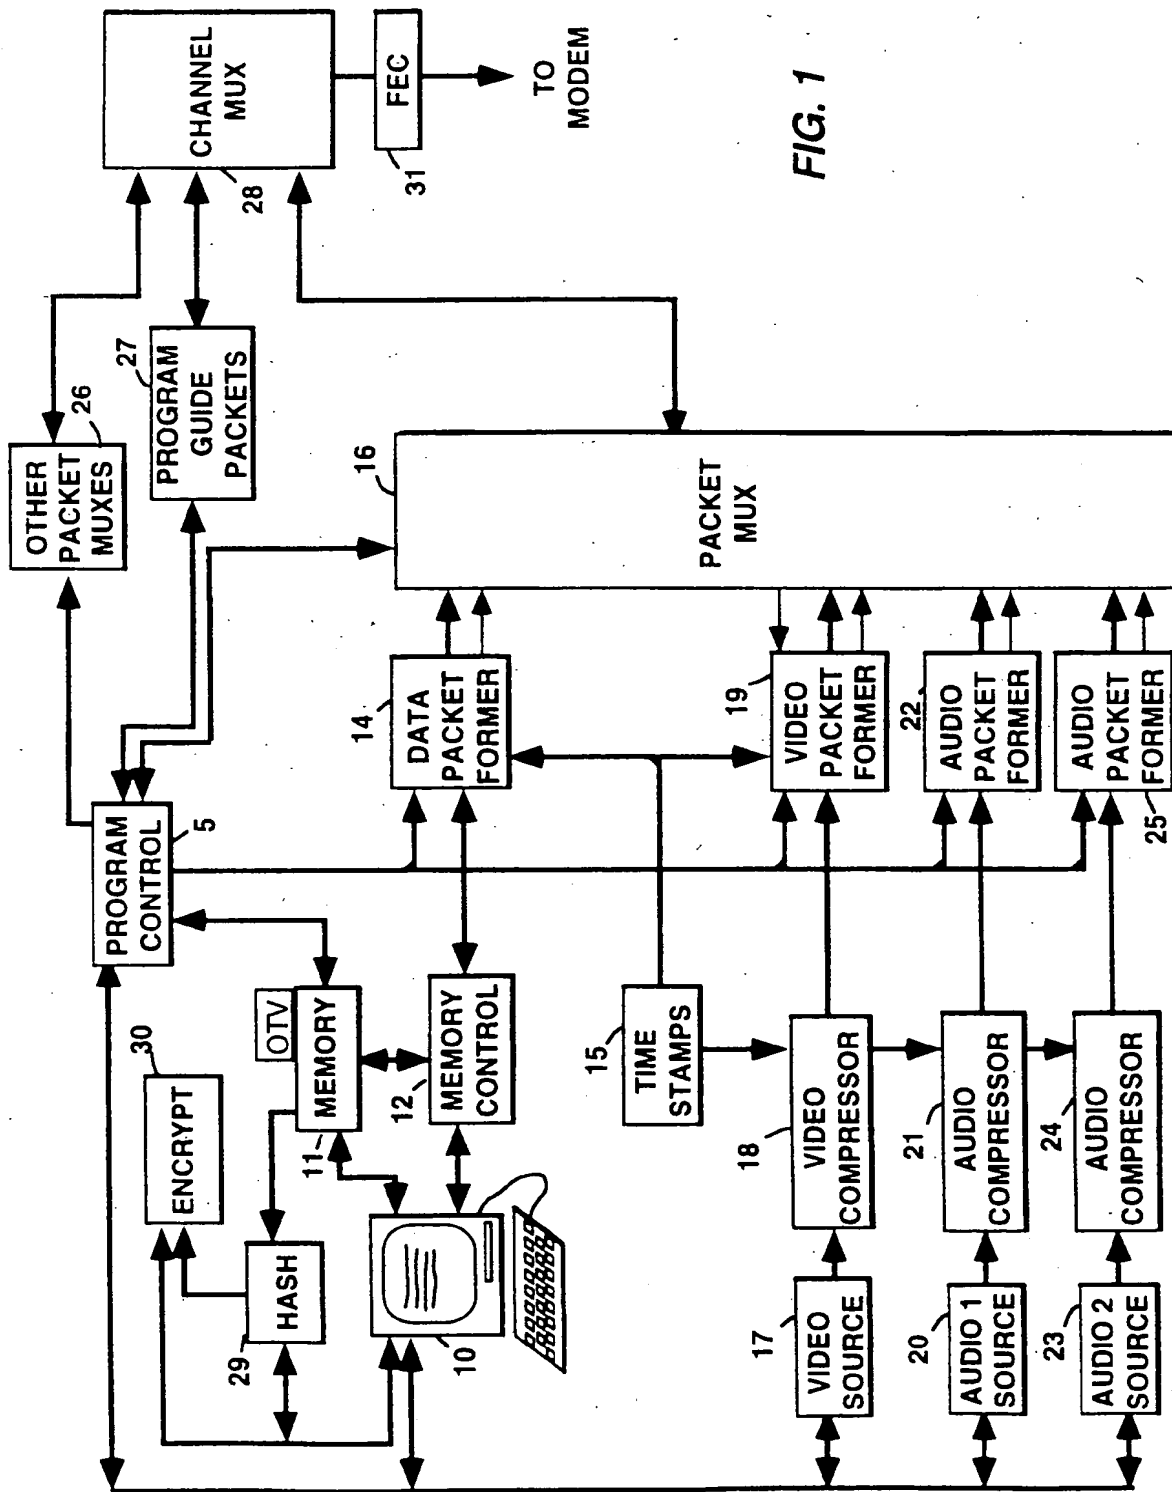 CHANNEL
MUX
28
FEC
31
TO
MODEM
FIG. 1
OTHER
PACKET
MUXES
26
PROGRAM
GUIDE
PACKETS
27
PACKET
MUX
16
PROGRAM
CONTROL
5
DATA
PACKET
FORMER
14
VIDEO
PACKET
FORMER
19
AUDIO
PACKET
FORMER
22
AUDIO
PACKET
FORMER
25
ENCRYPT
30
HASH
29
OTV
MEMORY
11
MEMORY
CONTROL
12
10
TIME
STAMPS
15
VIDEO
COMPRESSOR
18
AUDIO
COMPRESSOR
21
AUDIO
COMPRESSOR
24
VIDEO
SOURCE
17
AUDIO 1
SOURCE
20
AUDIO 2
SOURCE
23